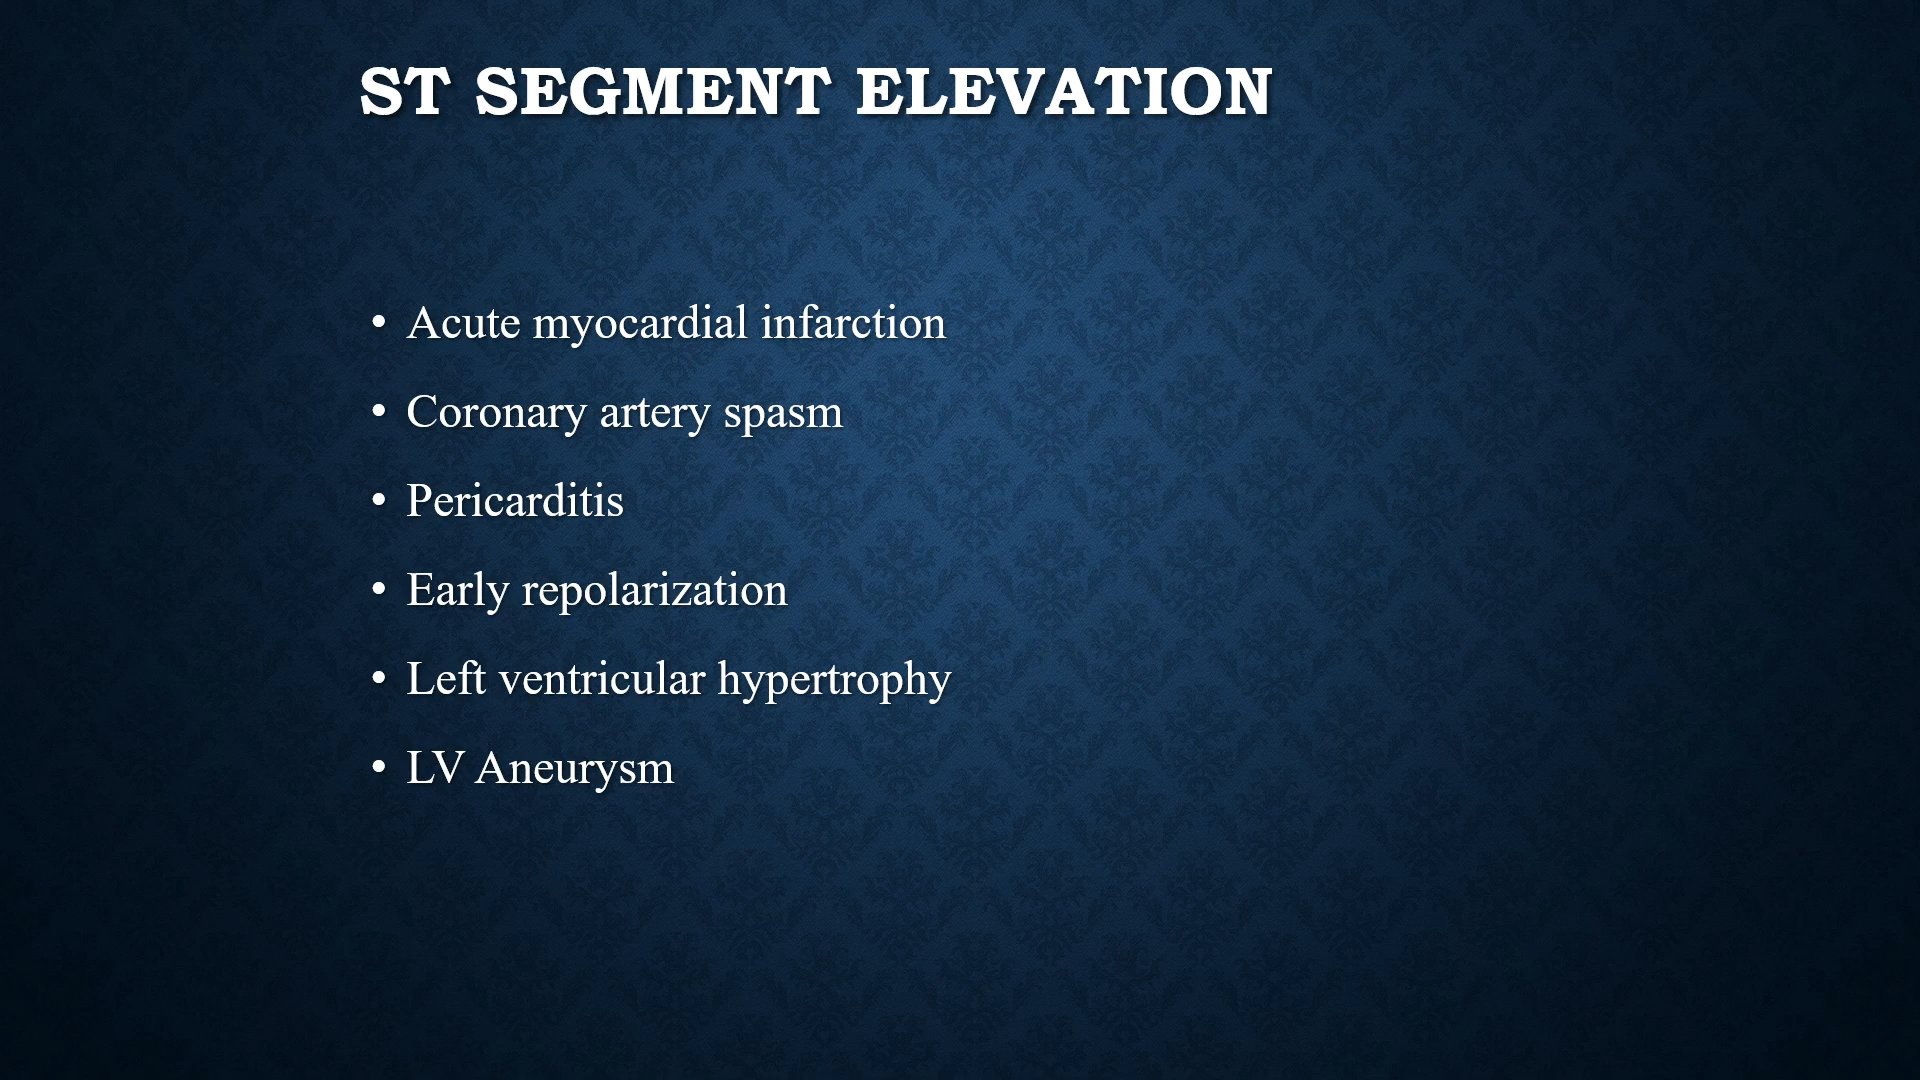 ST SEGMENT ELEVATION
• Acute myocardial infarction
• Coronary artery spasm
• Pericarditis
• Early repolarization
• Left ventricular hypertrophy
• LV Aneurysm